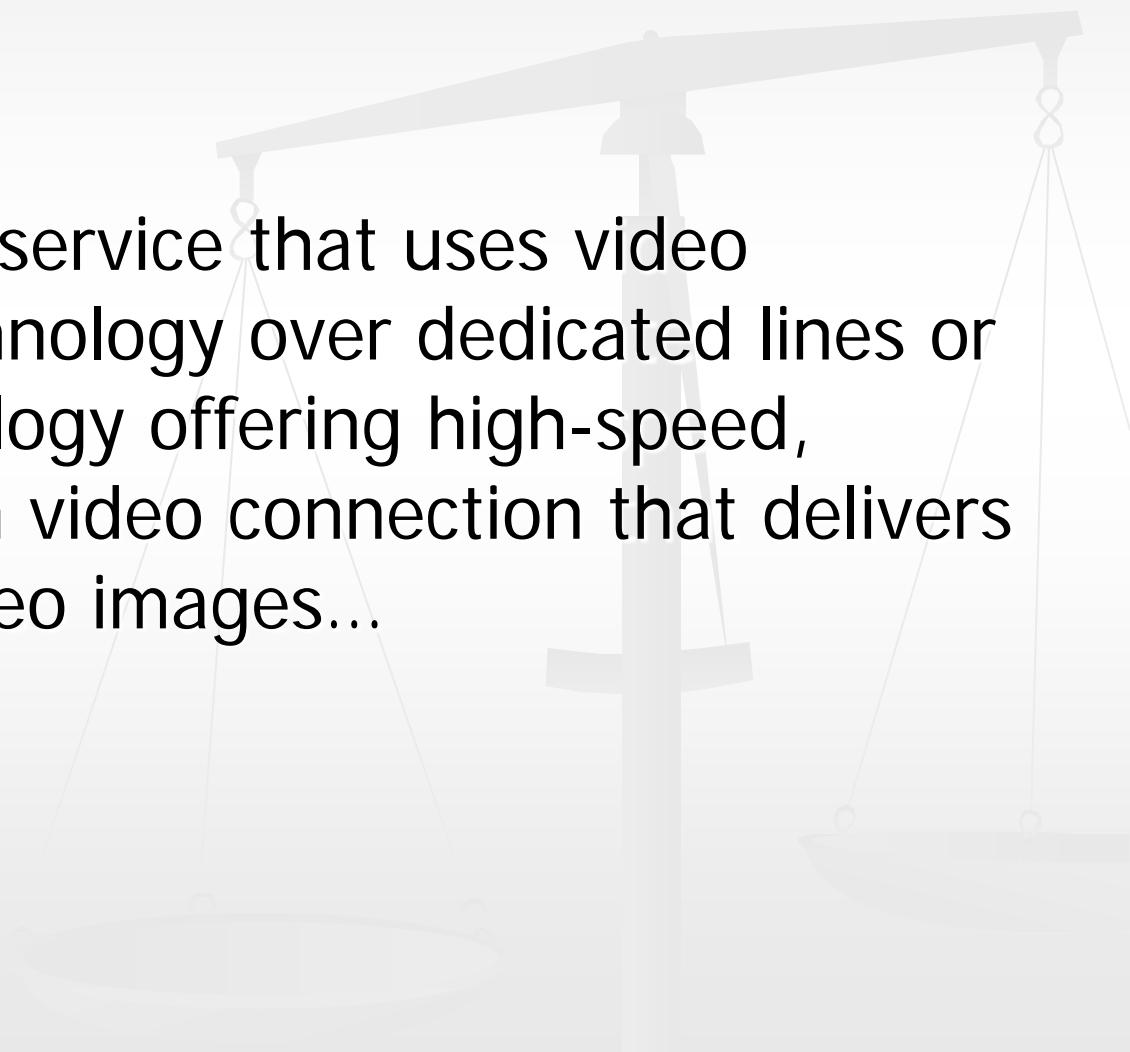 service that uses video
nology over dedicated lines or
logy offering high-speed,
video connection that delivers
eo images...